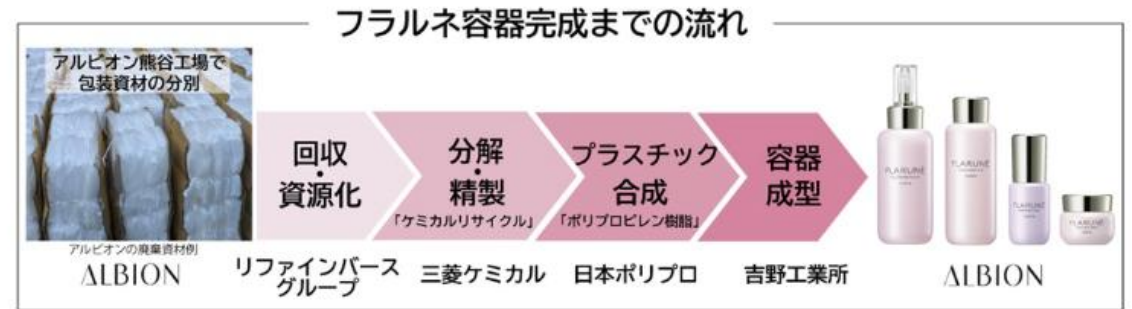 フラルネ容器完成までの流れ
アルビオン熊谷工場で
包装資材の分別
回収
・
資源化
分解
・
精製
「ケミカルリサイクル」
プラスチック
合成
「ポリプロピレン樹脂」
容器
成型
アルビオンの廃棄資材例
ALBION
リファインバース
グループ
三菱ケミカル
日本ポリプロ
吉野工業所
FLARUNÉ
FLARUNÉ
FLARUNÉ
FLARUNÉ
ALBION